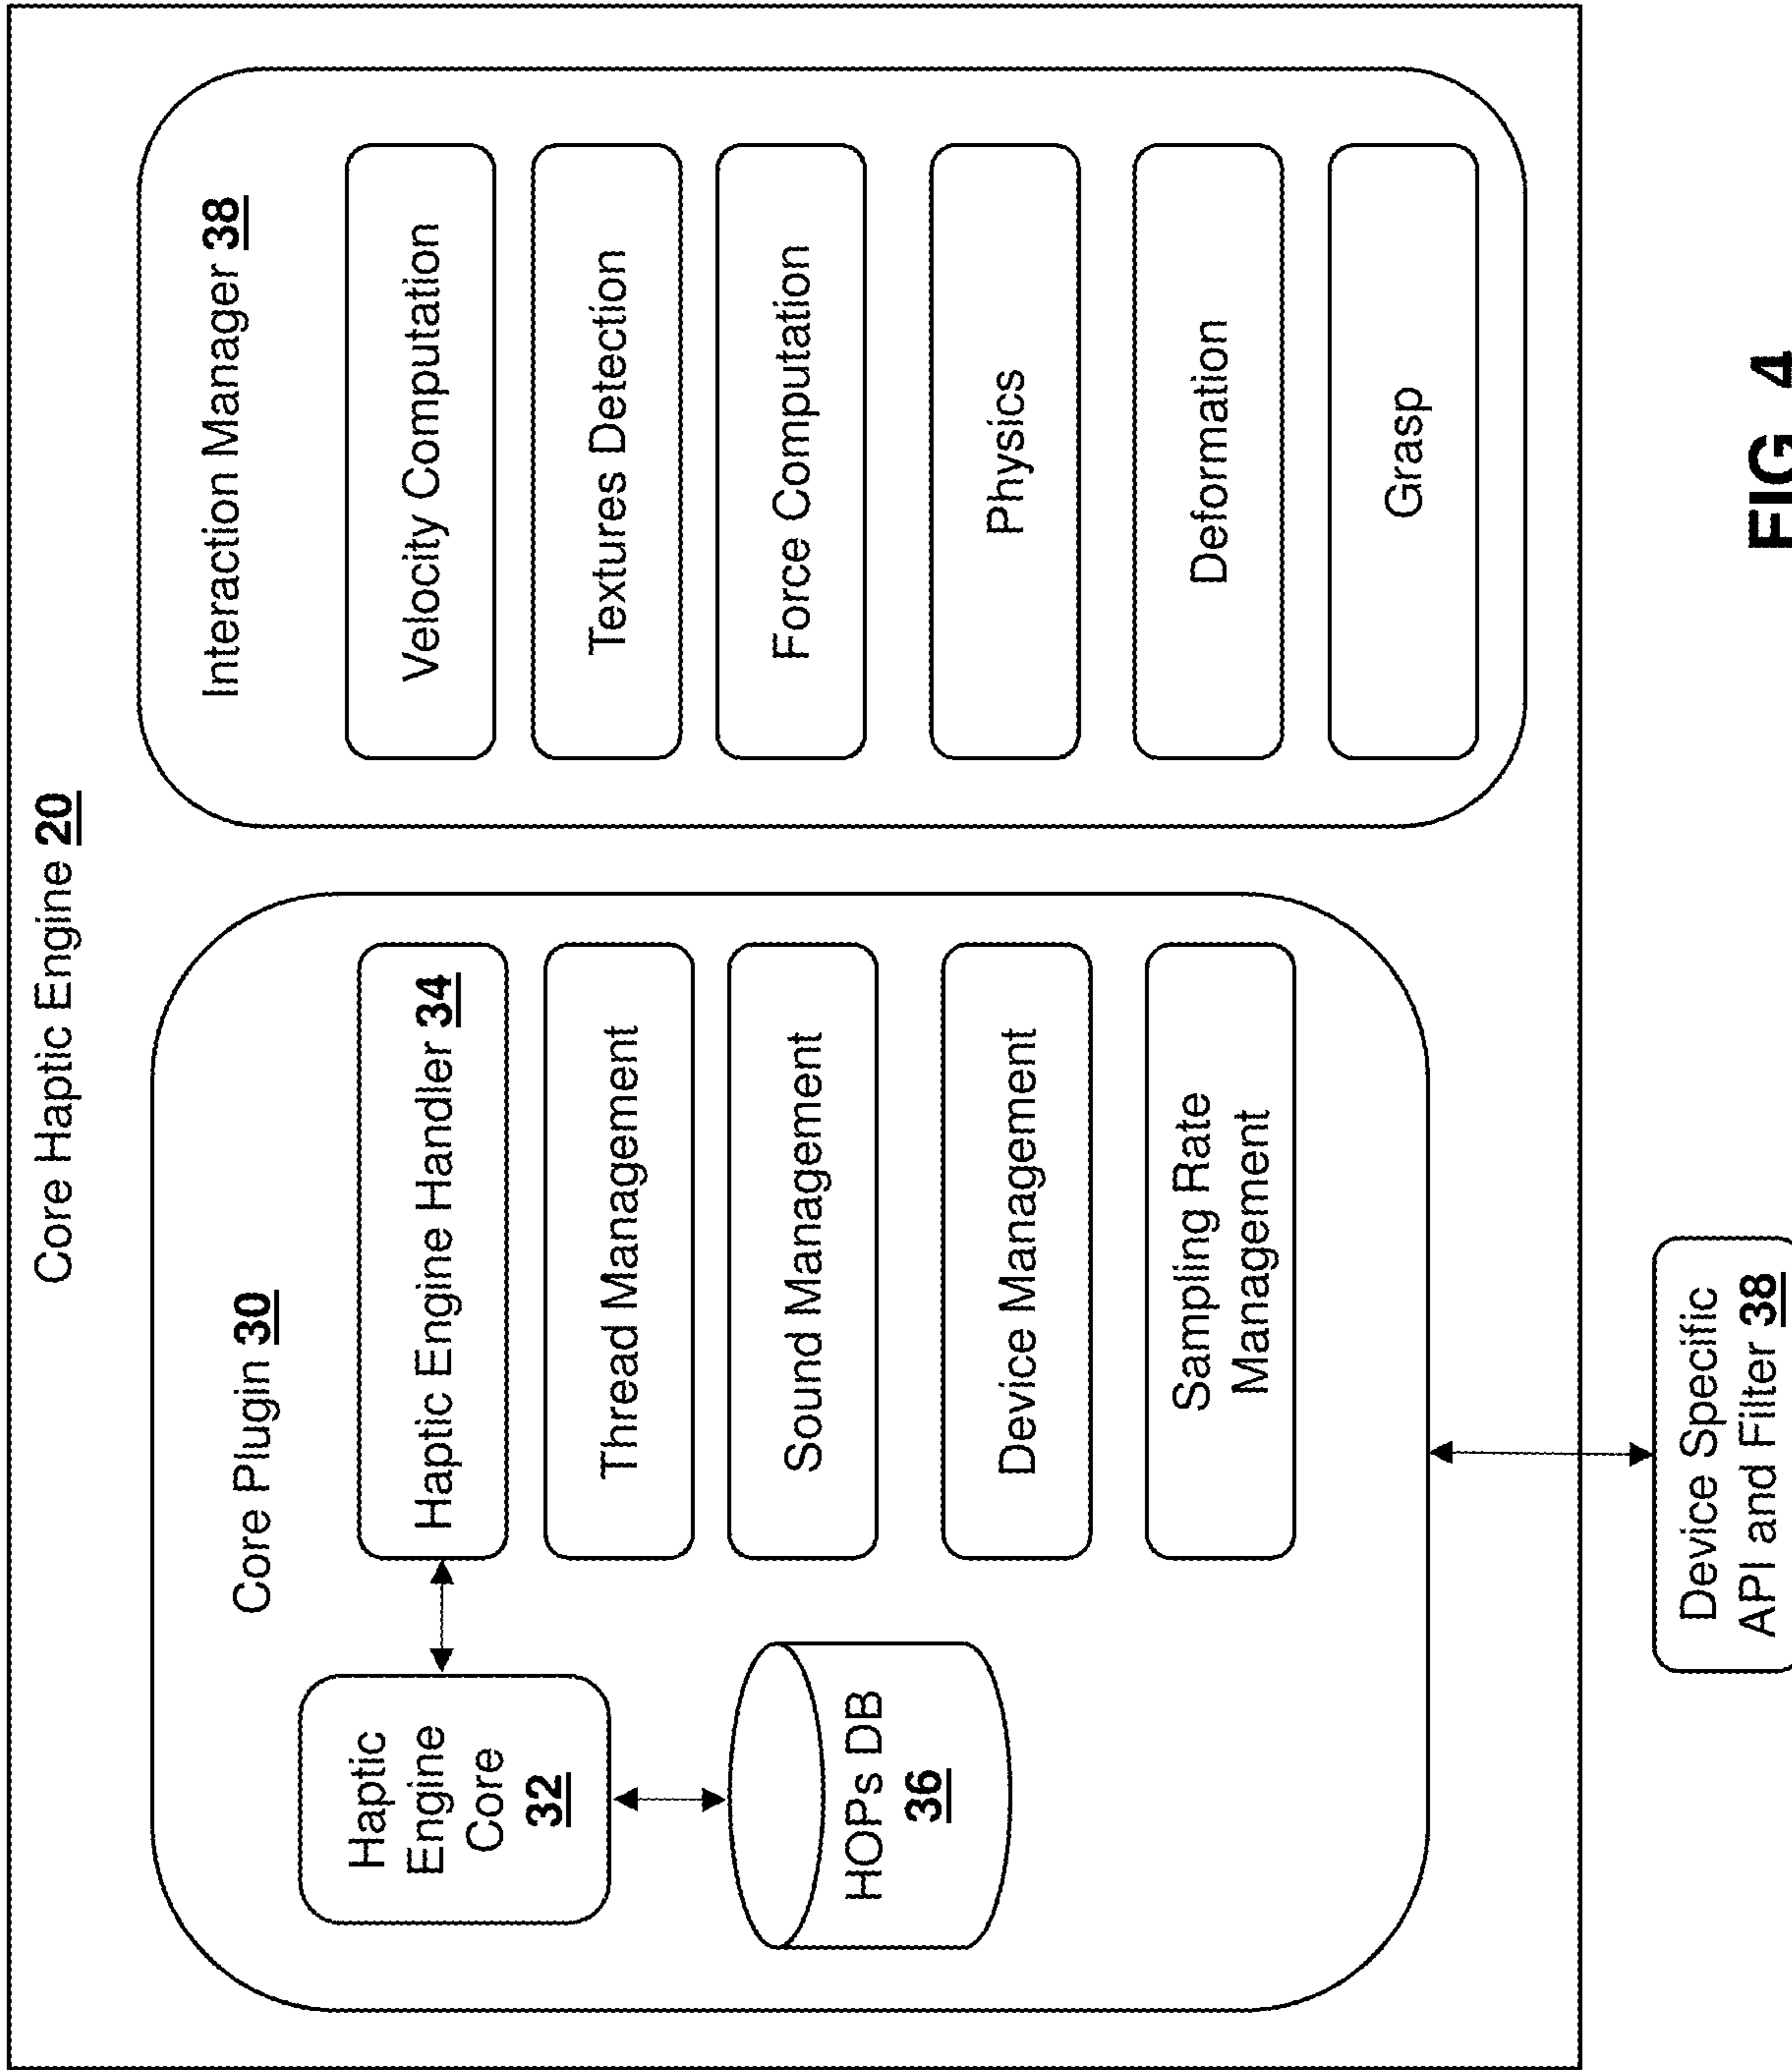 Core Haptic Engine 20
Core Plugin 30
Haptic
Engine
Core
32
HOPs DB
36
Haptic Engine Handler 34
Thread Management
Sound Management
Device Management
Sampling Rate
Management
Interaction Manager 38
Velocity Computation
Textures Detection
Force Computation
Physics
Deformation
Grasp
Device Specific
API and Filter 38
FIG 4